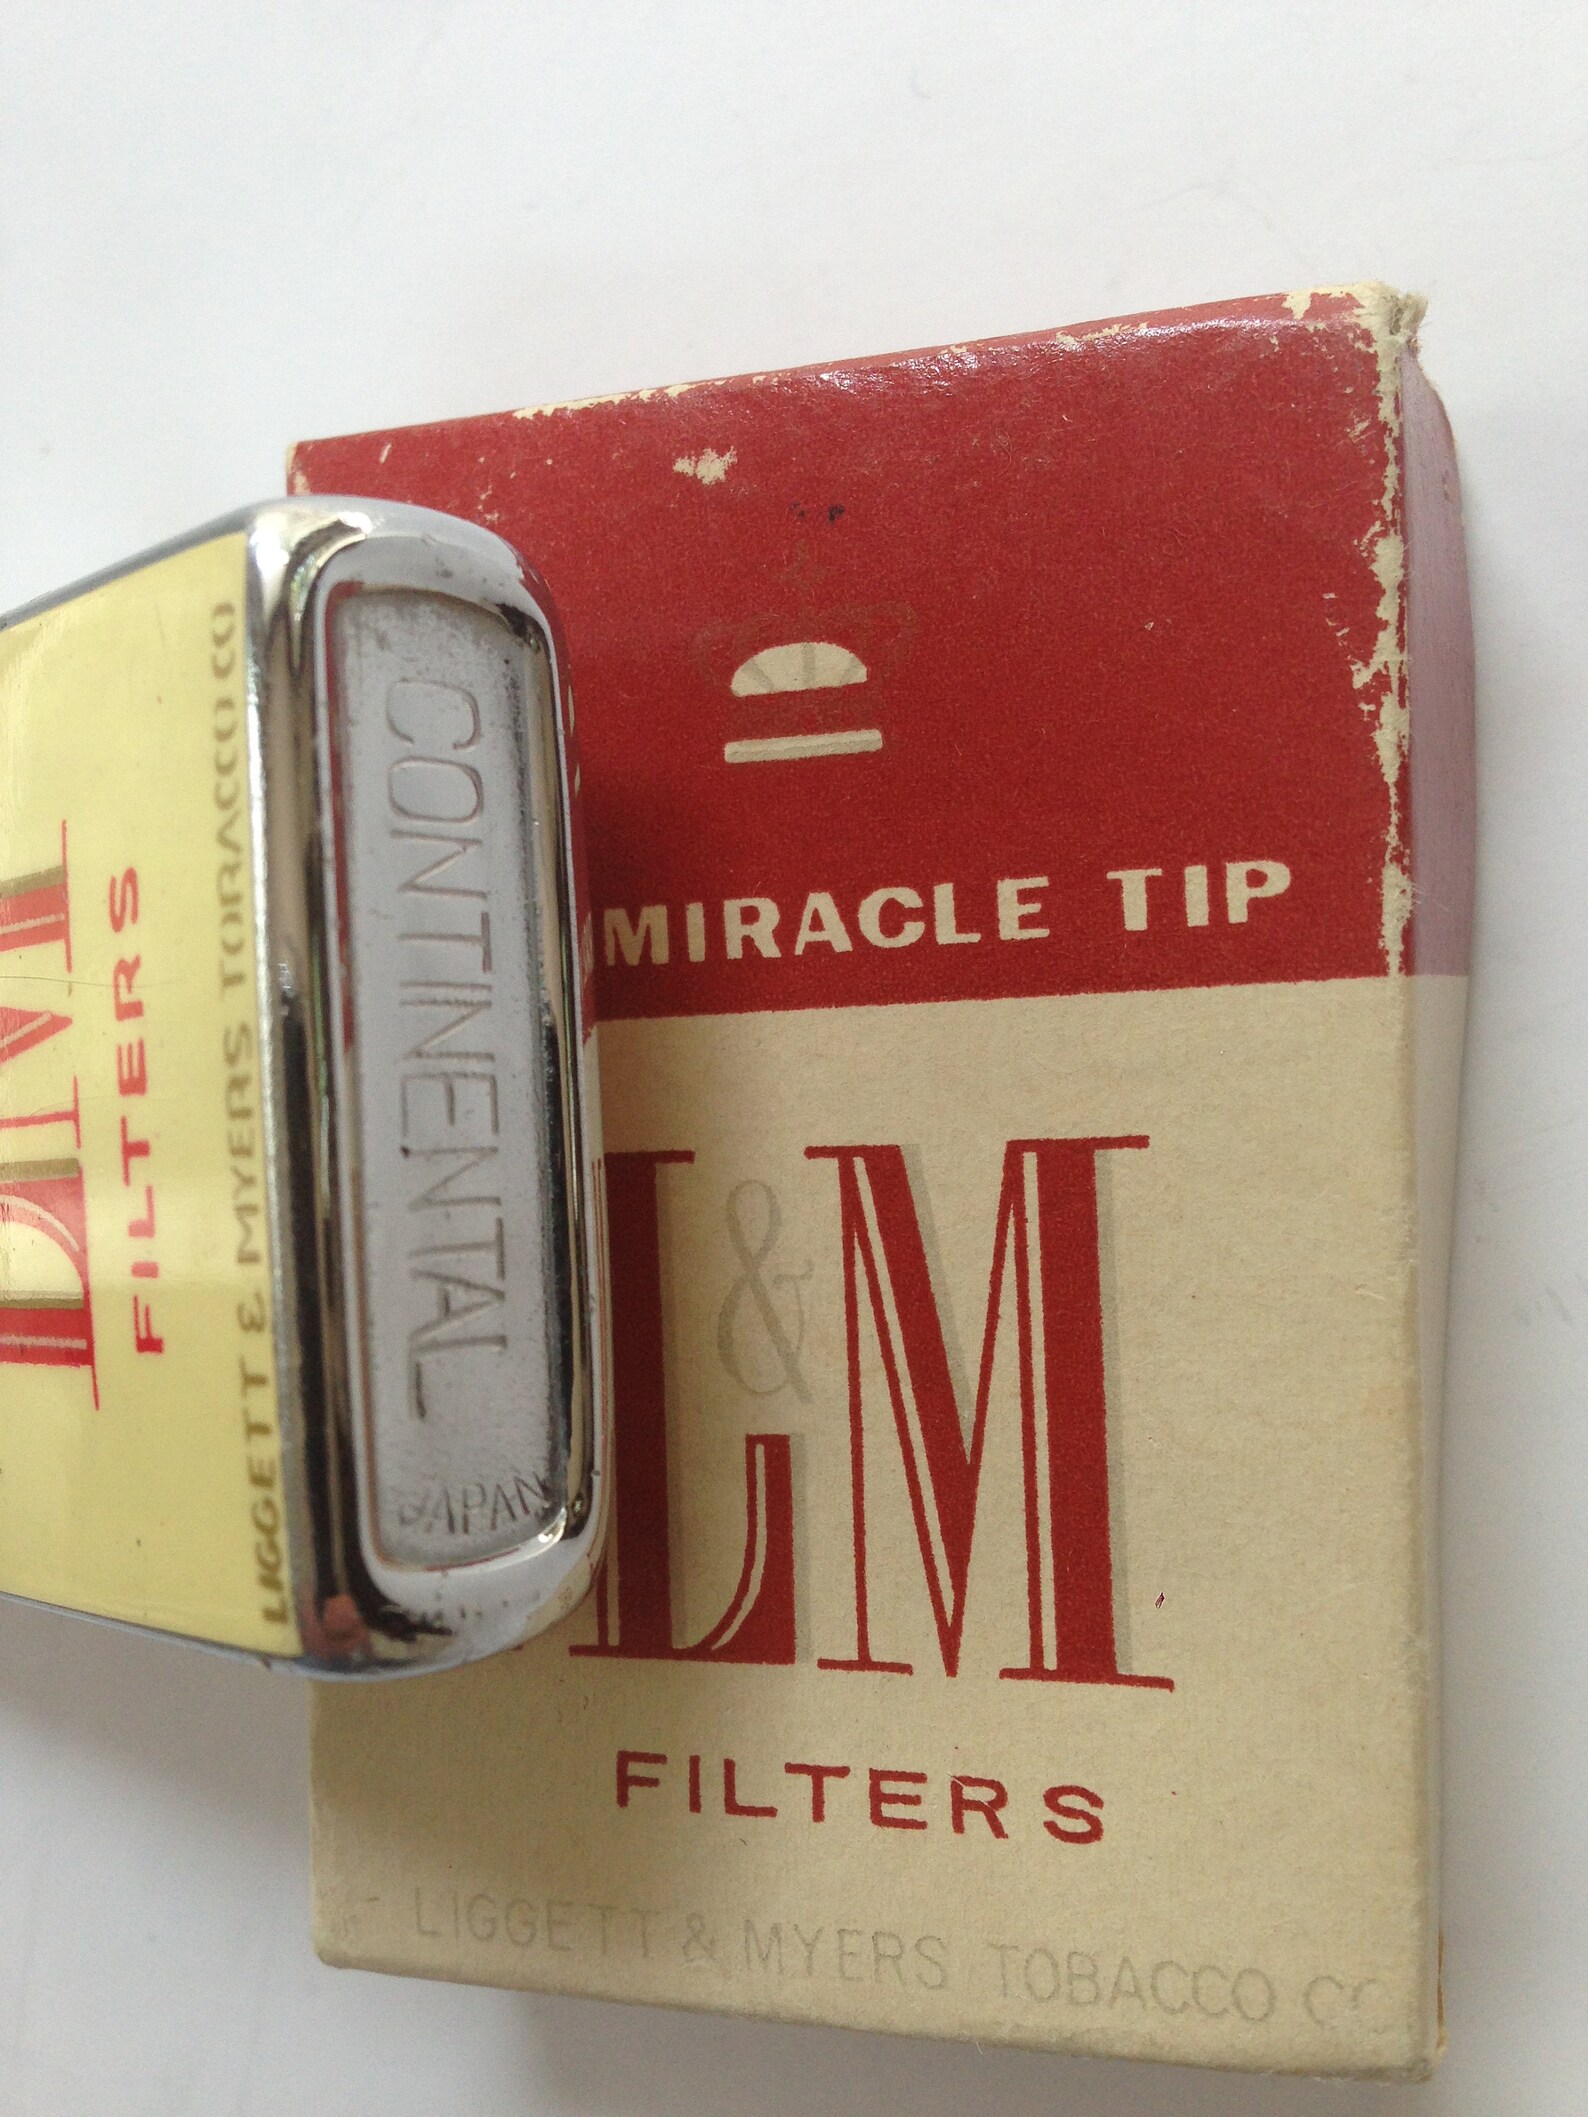 L&M
FILTERS
LIGGETT & MYERS TOBACCO CO
CONTINENTAL
JAPAN
MIRACLE TIP
L&M
FILTERS
LIGGETT & MYERS TOBACCO CO